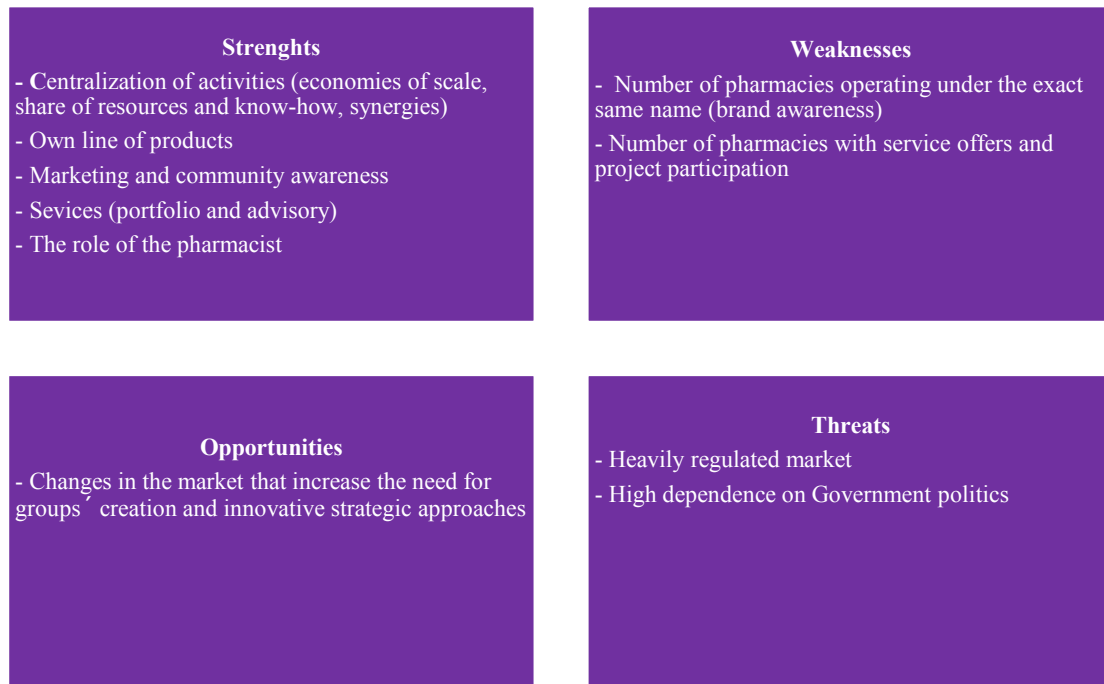 Strenghts
- Centralization of activities (economies of scale,
share of resources and know-how, synergies)
- Own line of products
- Marketing and community awareness
- Sevices (portfolio and advisory)
- The role of the pharmacist
Weaknesses
- Number of pharmacies operating under the exact
same name (brand awareness)
- Number of pharmacies with service offers and
project participation
Opportunities
- Changes in the market that increase the need for
groups´ creation and innovative strategic approaches
Threats
- Heavily regulated market
- High dependence on Government politics